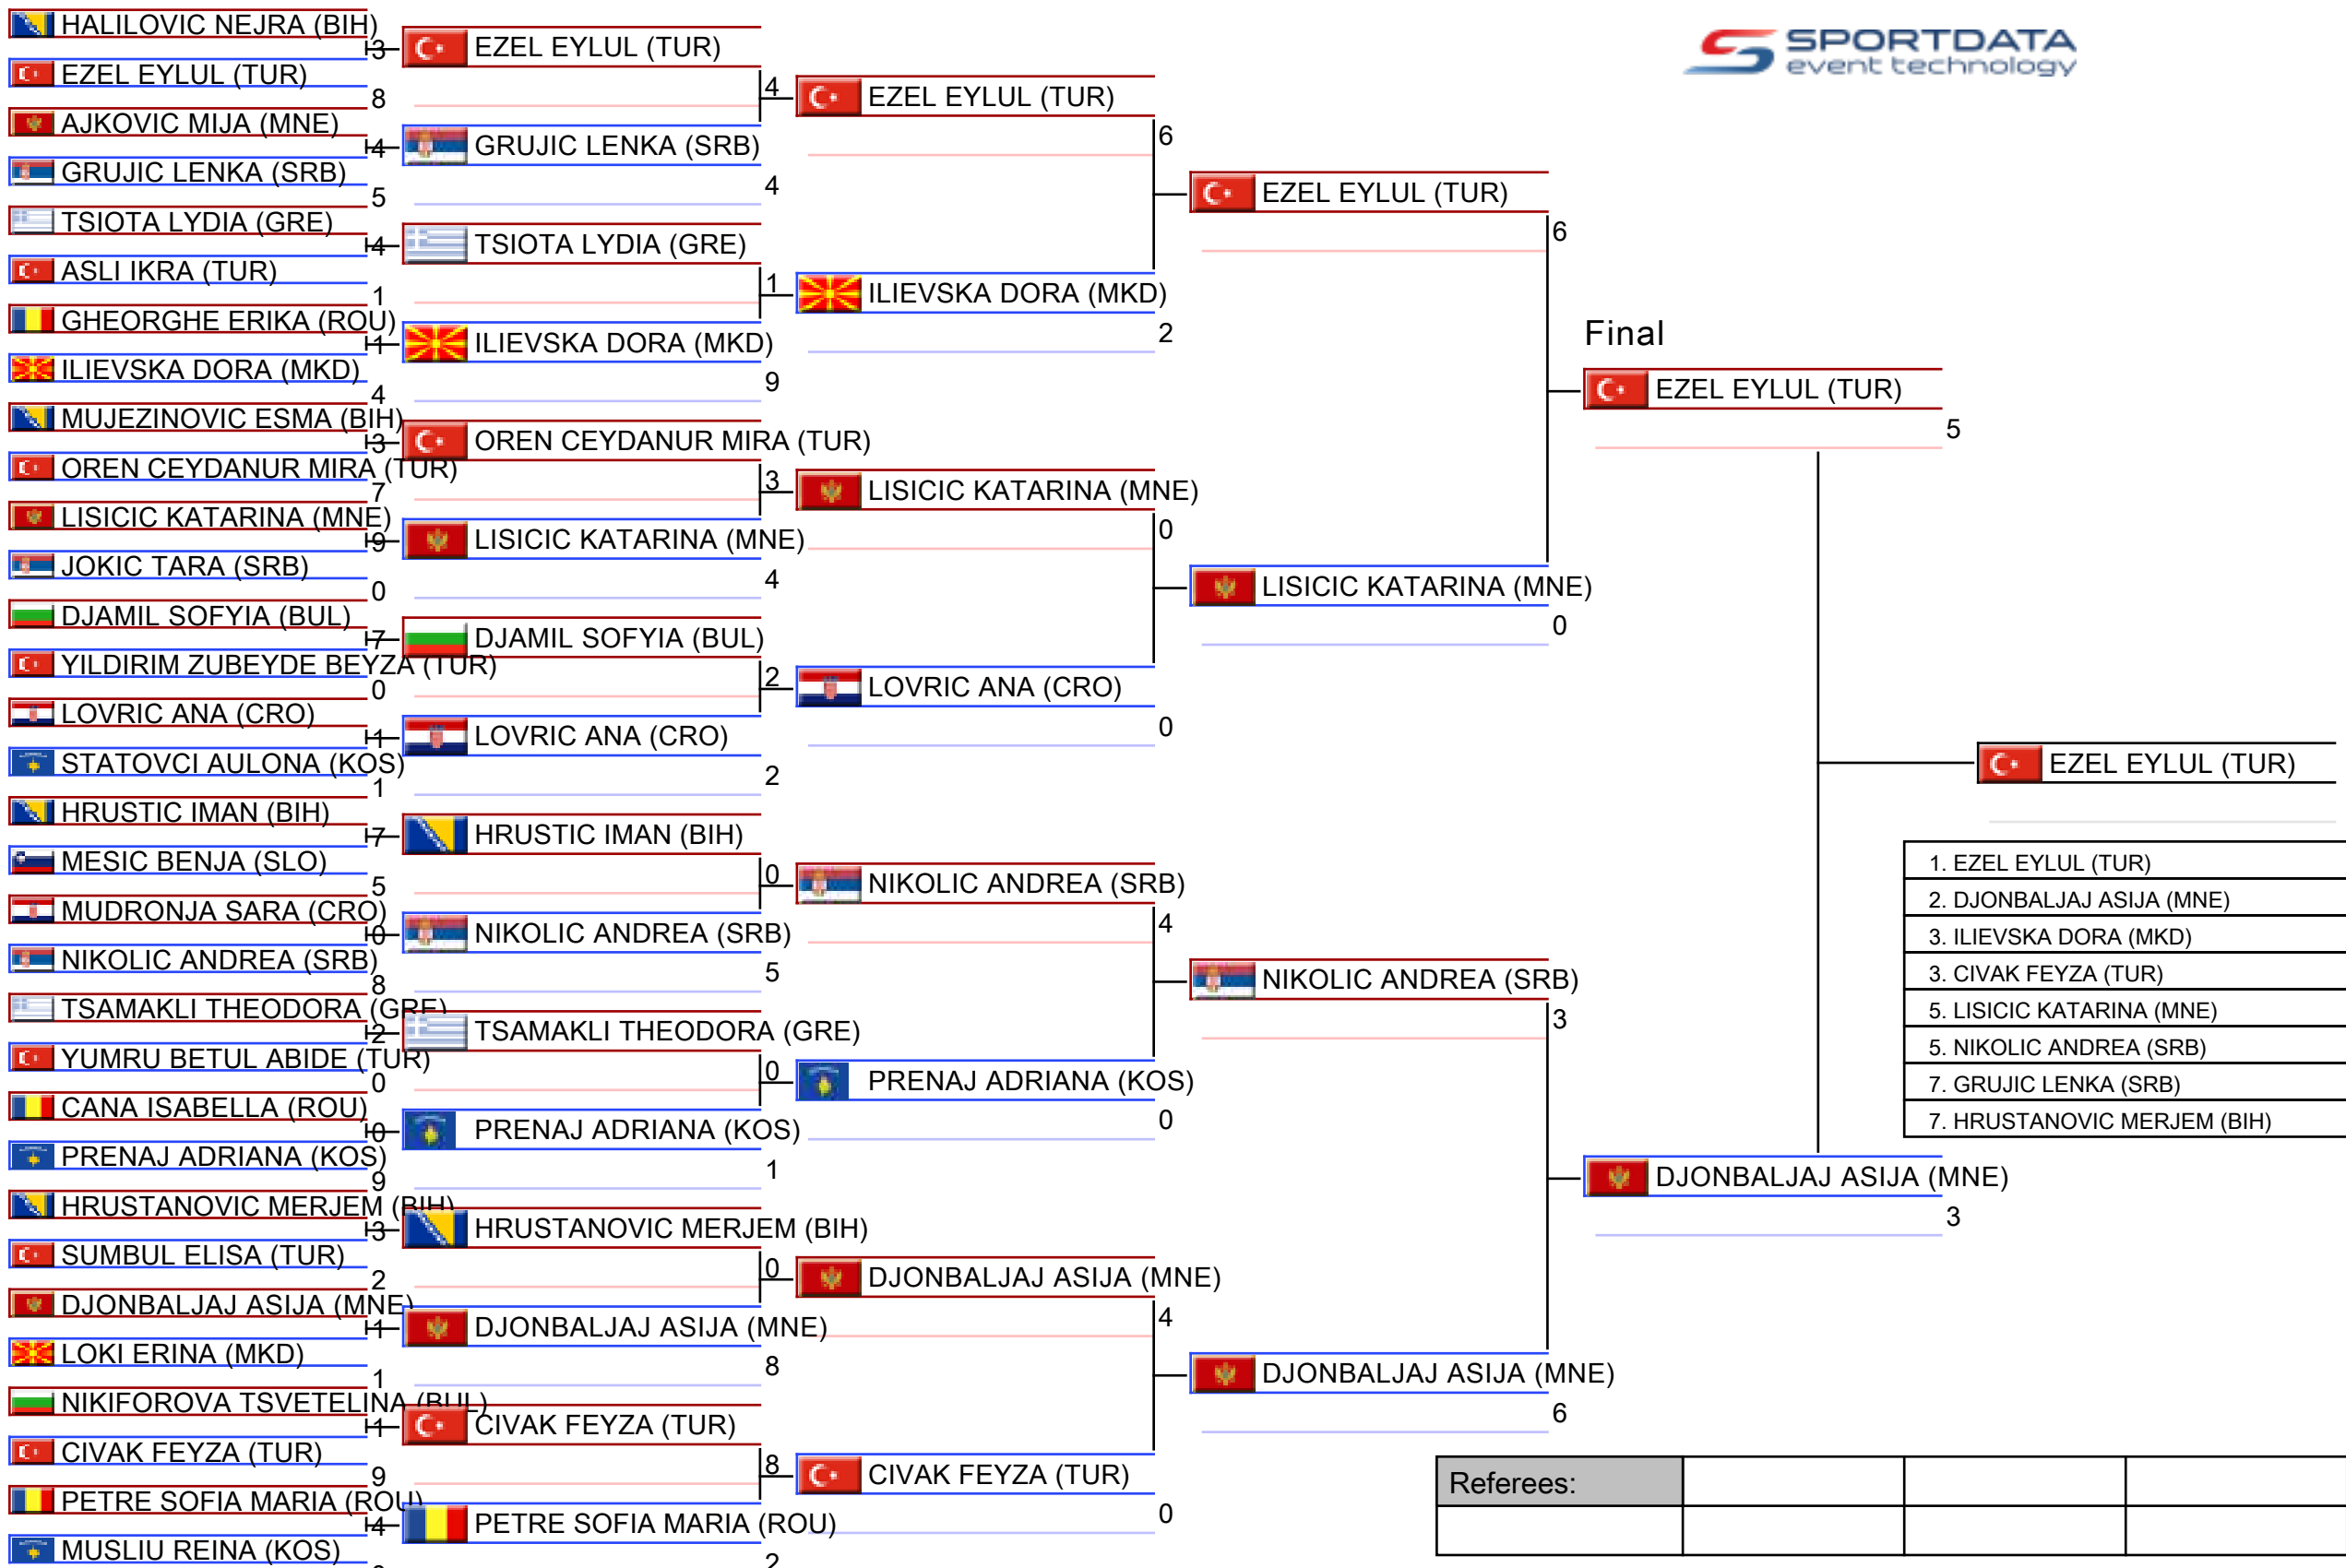 HALILOVIC NEJRA (BIH)
3
EZEL EYLUL (TUR)
8
AJKOVIC MIJA (MNE)
4
GRUJIC LENKA (SRB)
5
TSIOTA LYDIA (GRE)
4
ASLI IKRA (TUR)
1
GHEORGHE ERIKA (ROU)
1
ILIEVSKA DORA (MKD)
4
MUJEZINOVIC ESMA (BIH)
3
OREN CEYDANUR MIRA (TUR)
7
LISICIC KATARINA (MNE)
9
JOKIC TARA (SRB)
0
DJAMIL SOFYIA (BUL)
7
YILDIRIM ZUBEYDE BEYZA (TUR)
0
LOVRIC ANA (CRO)
1
STATOVCI AULONA (KOS)
1
HRUSTIC IMAN (BIH)
7
MESIC BENJA (SLO)
5
MUDRONJA SARA (CRO)
0
NIKOLIC ANDREA (SRB)
8
TSAMAKLI THEODORA (GRE)
2
YUMRU BETUL ABIDE (TUR)
0
CANA ISABELLA (ROU)
0
PRENAJ ADRIANA (KOS)
9
HRUSTANOVIC MERJEM (BIH)
3
SUMBUL ELISA (TUR)
2
DJONBALJAJ ASIJA (MNE)
1
LOKI ERINA (MKD)
1
NIKIFOROVA TSVETELINA (BUL)
1
CIVAK FEYZA (TUR)
9
PETRE SOFIA MARIA (ROU)
4
MUSLIU REINA (KOS)
EZEL EYLUL (TUR)
4
GRUJIC LENKA (SRB)
4
TSIOTA LYDIA (GRE)
1
ILIEVSKA DORA (MKD)
9
OREN CEYDANUR MIRA (TUR)
3
LISICIC KATARINA (MNE)
4
DJAMIL SOFYIA (BUL)
2
LOVRIC ANA (CRO)
2
HRUSTIC IMAN (BIH)
0
NIKOLIC ANDREA (SRB)
5
TSAMAKLI THEODORA (GRE)
0
PRENAJ ADRIANA (KOS)
1
HRUSTANOVIC MERJEM (BIH)
0
DJONBALJAJ ASIJA (MNE)
8
CIVAK FEYZA (TUR)
8
PETRE SOFIA MARIA (ROU)
2
EZEL EYLUL (TUR)
6
ILIEVSKA DORA (MKD)
2
LISICIC KATARINA (MNE)
0
LOVRIC ANA (CRO)
0
NIKOLIC ANDREA (SRB)
4
PRENAJ ADRIANA (KOS)
0
DJONBALJAJ ASIJA (MNE)
4
CIVAK FEYZA (TUR)
0
EZEL EYLUL (TUR)
6
LISICIC KATARINA (MNE)
0
NIKOLIC ANDREA (SRB)
3
DJONBALJAJ ASIJA (MNE)
6
SPORTDATA
event technology
Final
EZEL EYLUL (TUR)
5
DJONBALJAJ ASIJA (MNE)
3
EZEL EYLUL (TUR)
1. EZEL EYLUL (TUR)
2. DJONBALJAJ ASIJA (MNE)
3. ILIEVSKA DORA (MKD)
3. CIVAK FEYZA (TUR)
5. LISICIC KATARINA (MNE)
5. NIKOLIC ANDREA (SRB)
7. GRUJIC LENKA (SRB)
7. HRUSTANOVIC MERJEM (BIH)
Referees: